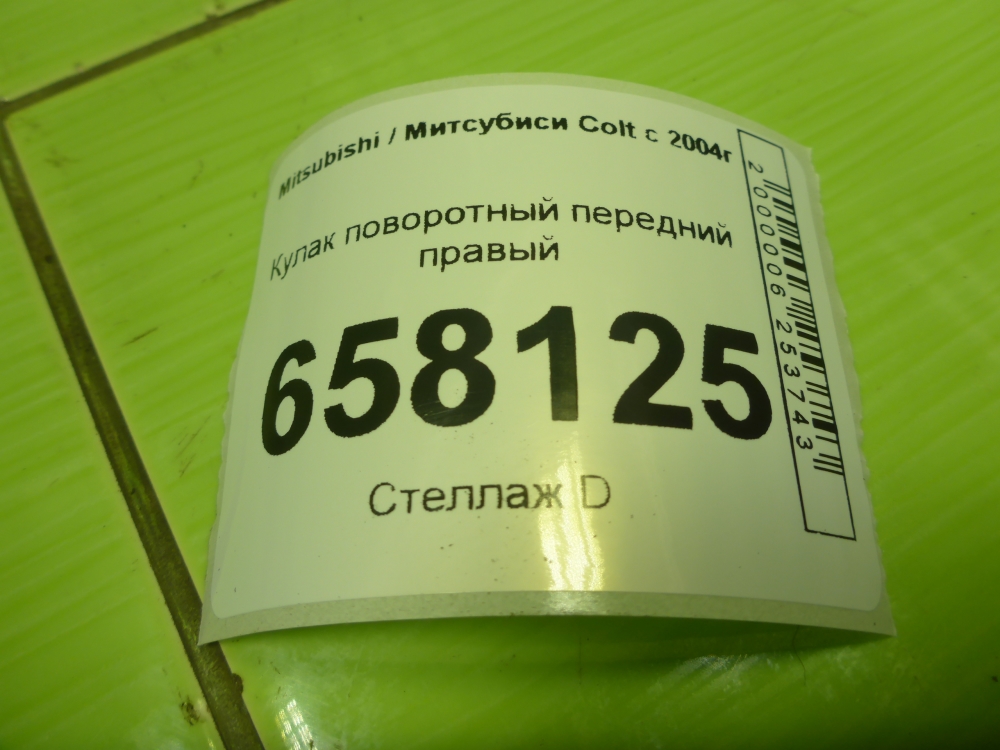 Mitsubishi / Митсубиси Colt с 2004г
Кулак поворотный передний
правый
658125
Стеллаж D
2000006253743